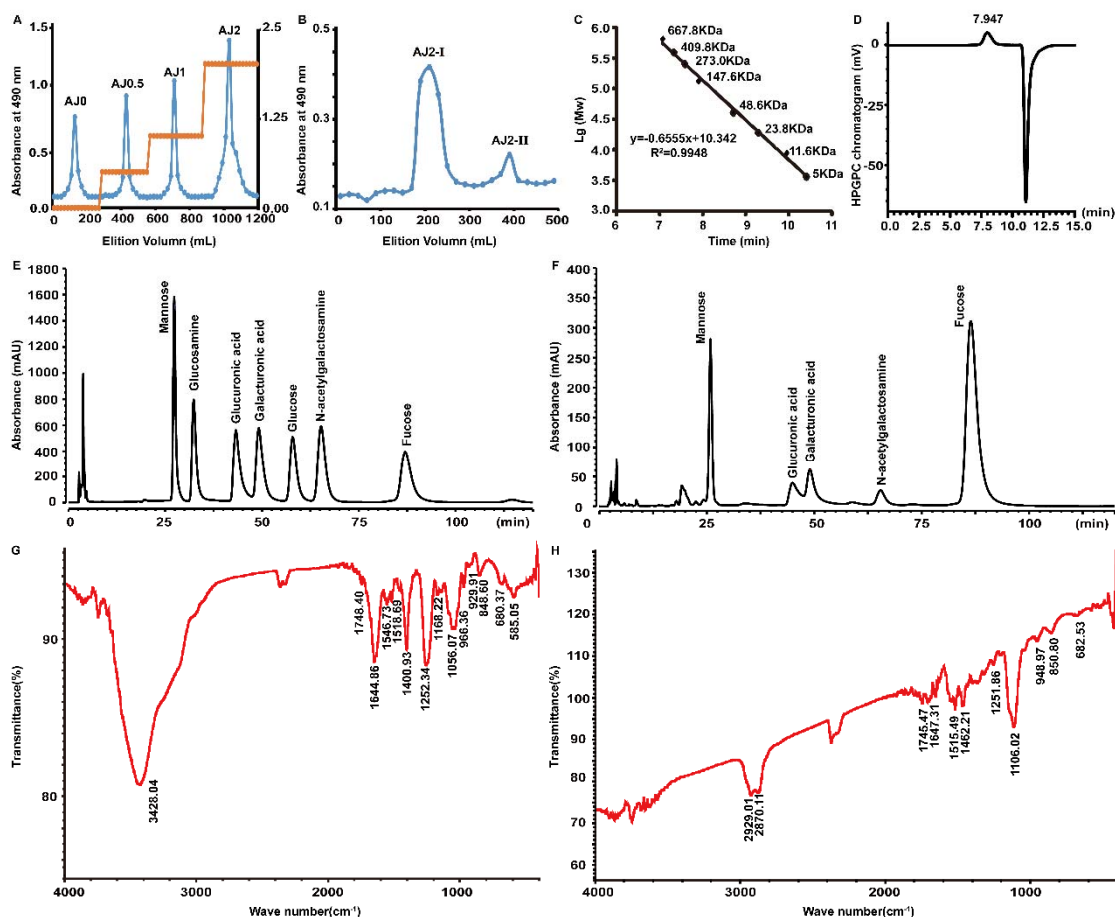 A
Absorbance at 490 nm
1.5
1.0
0.5
0.0
2.5
1.25
0.00
AJ0
AJ0.5
AJ1
AJ2
0 200 400 600 800 1000 1200
Elition Volumn (mL)
B
Absorbance at 490 nm
0.5
0.3
0.1
AJ2-I
AJ2-II
0 100 200 300 400 500
Elition Volumn (mL)
C
Lg (Mw)
6.0
5.5
5.0
4.5
4.0
3.5
3.0
667.8KDa
409.8KDa
273.0KDa
147.6KDa
48.6KDa
23.8KDa
11.6KDa
5KDa
y=-0.6555x+10.342
R²=0.9948
6 7 8 9 10 11
Time (min)
D
HPGPC chromatogram (mV)
7.947
0
-25
-50
0.0 2.5 5.0 7.5 10.0 12.5 15.0
(min)
E
Absorbance (mAU)
1800
1600
1400
1200
1000
800
600
400
200
0
Mannose
Glucosamine
Glucuronic acid
Galacturonic acid
Glucose
N-acetylgalactosamine
Fucose
0 25 50 75 100 (min)
F
Absorbance (mAU)
400
350
300
250
200
150
100
50
0
Mannose
Glucuronic acid
Galacturonic acid
N-acetylgalactosamine
Fucose
0 25 50 75 100 (min)
G
Transmittance(%)
90
80
3428.04
1748.40
1644.86
1546.73
1518.69
1400.93
1252.34
1168.22
1056.07
966.36
929.91
848.60
680.37
585.05
4000 3000 2000 1000
Wave number(cm⁻¹)
H
Transmittance(%)
130
120
110
100
90
80
70
60
2929.01
2870.11
1745.47
1647.31
1515.49
1462.21
1251.86
1106.02
948.97
850.80
682.53
4000 3000 2000 1000
Wave number(cm⁻¹)